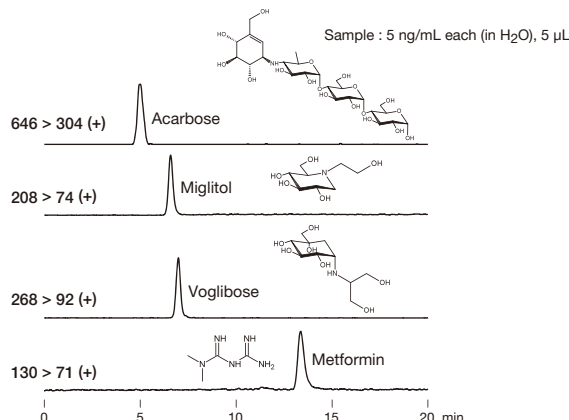 Sample : 5 ng/mL each (in H₂O), 5 µL
646 > 304 (+)
Acarbose
208 > 74 (+)
Miglitol
268 > 92 (+)
Voglibose
130 > 71 (+)
Metformin
0 5 10 15 20 min